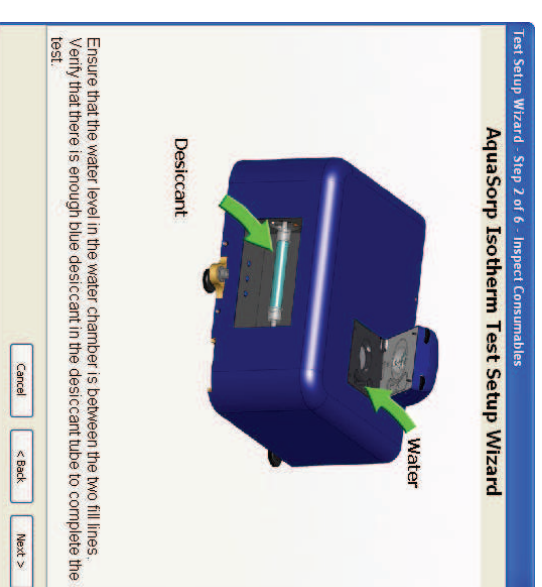 Test Setup Wizard - Step 2 of 6 - Inspect Consumables
AquaSorp Isotherm Test Setup Wizard
Water
Desiccant
Ensure that the water level in the water chamber is between the two fill lines.
Verify that there is enough blue desiccant in the desiccant tube to complete the
test.
Cancel
< Back
Next >